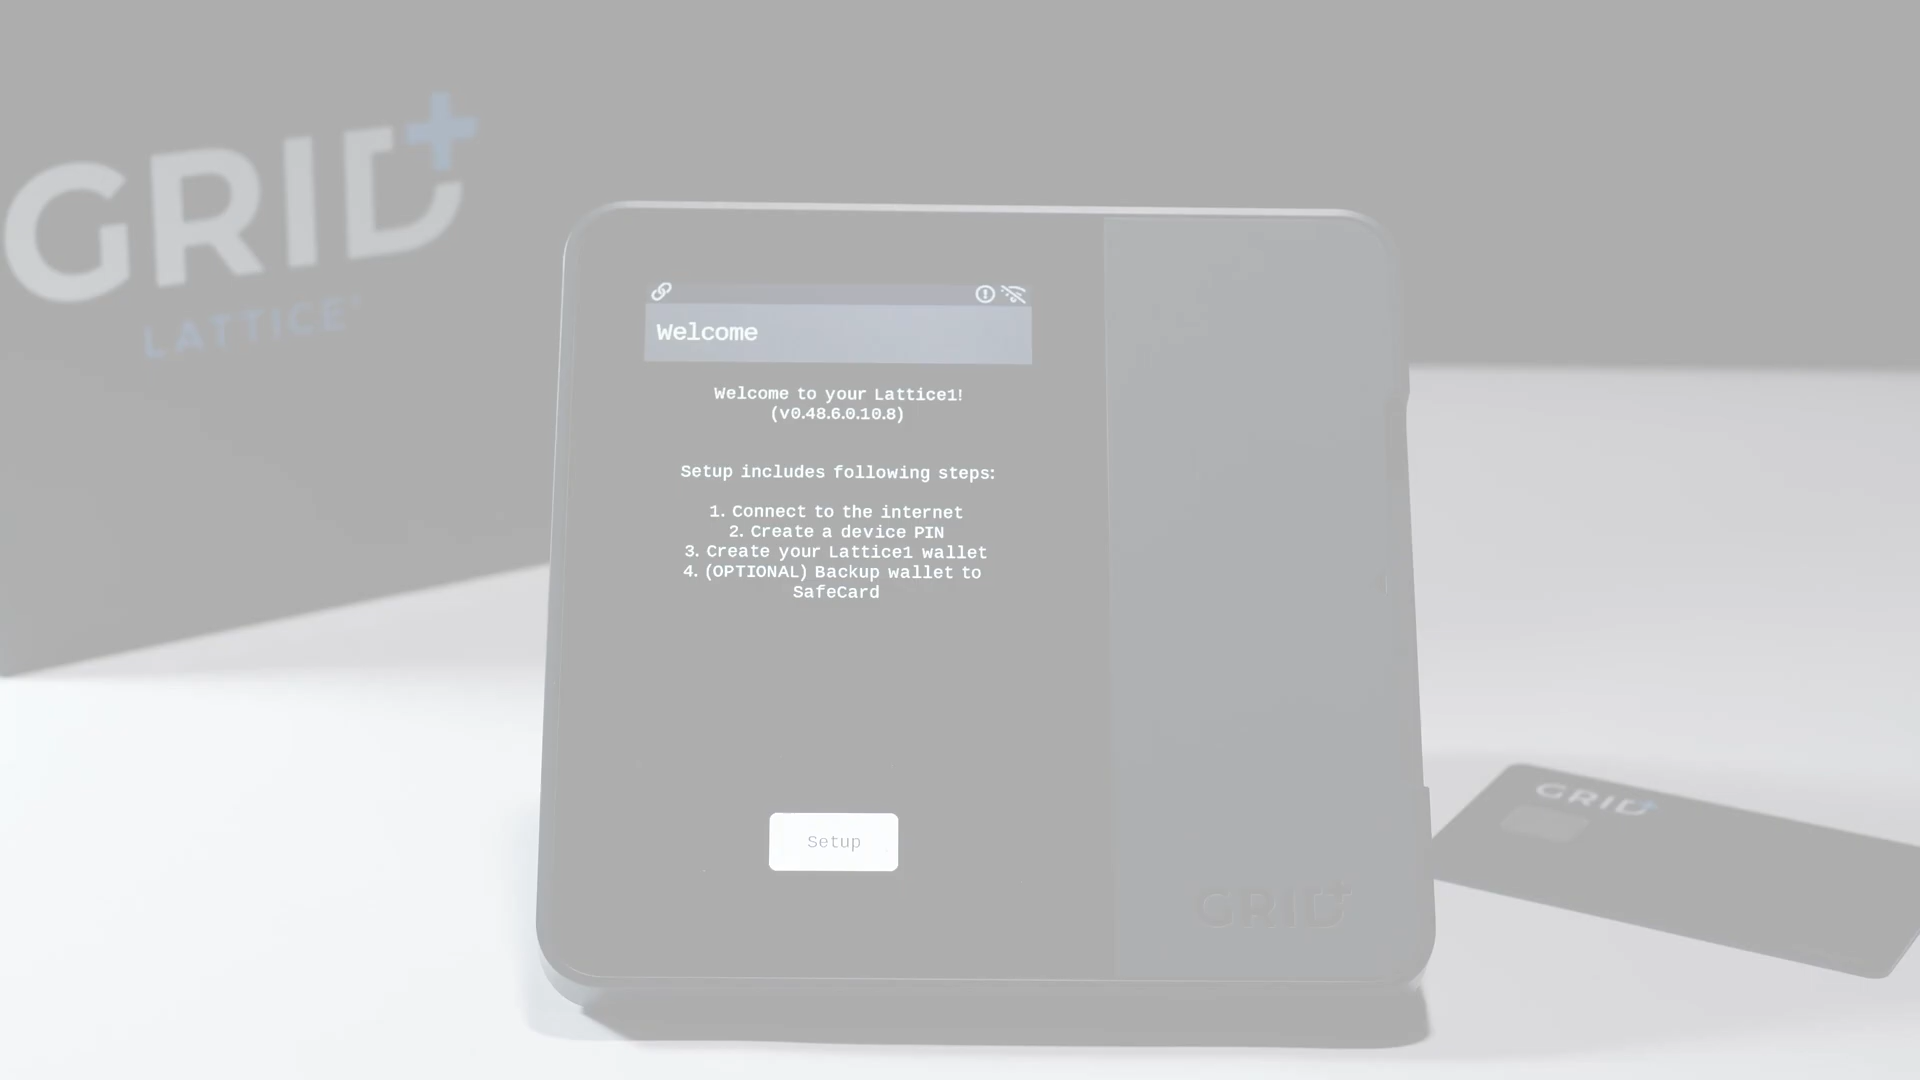 GRID+
LATTICE
Welcome
Welcome to your Lattice1!
(v0.48.6.0.10.8)
Setup includes following steps:
1. Connect to the internet
2. Create a device PIN
3. Create your Lattice1 wallet
4. (OPTIONAL) Backup wallet to
SafeCard
Setup
GRID+
GRID+